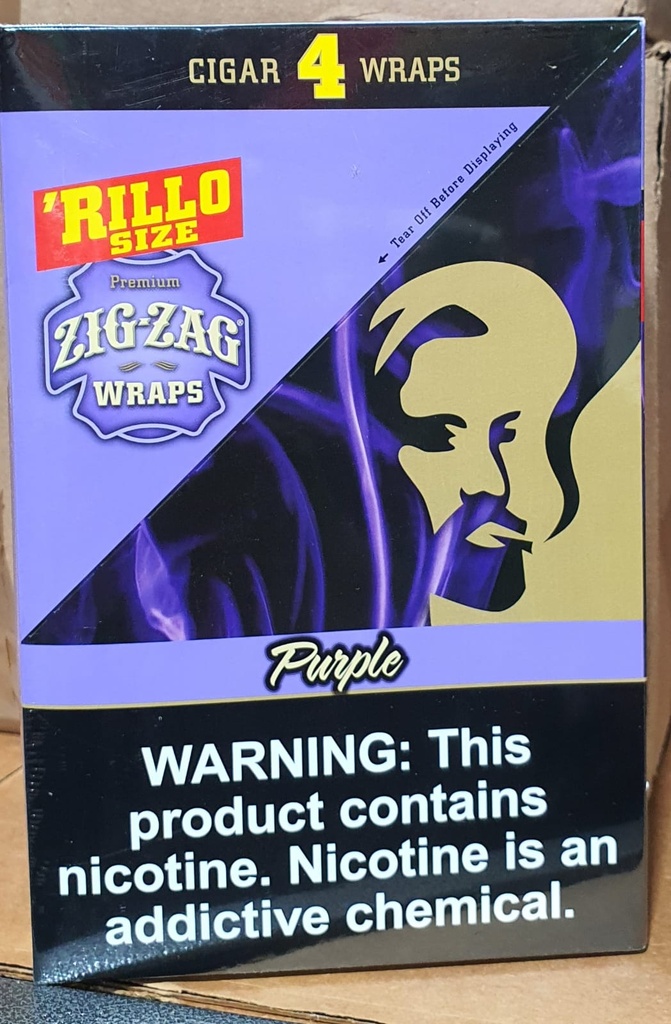 CIGAR 4 WRAPS
← Tear Off Before Displaying
'RILLO
SIZE
Premium
ZIG-ZAG®
WRAPS
Purple
WARNING: This
product contains
nicotine. Nicotine is an
addictive chemical.